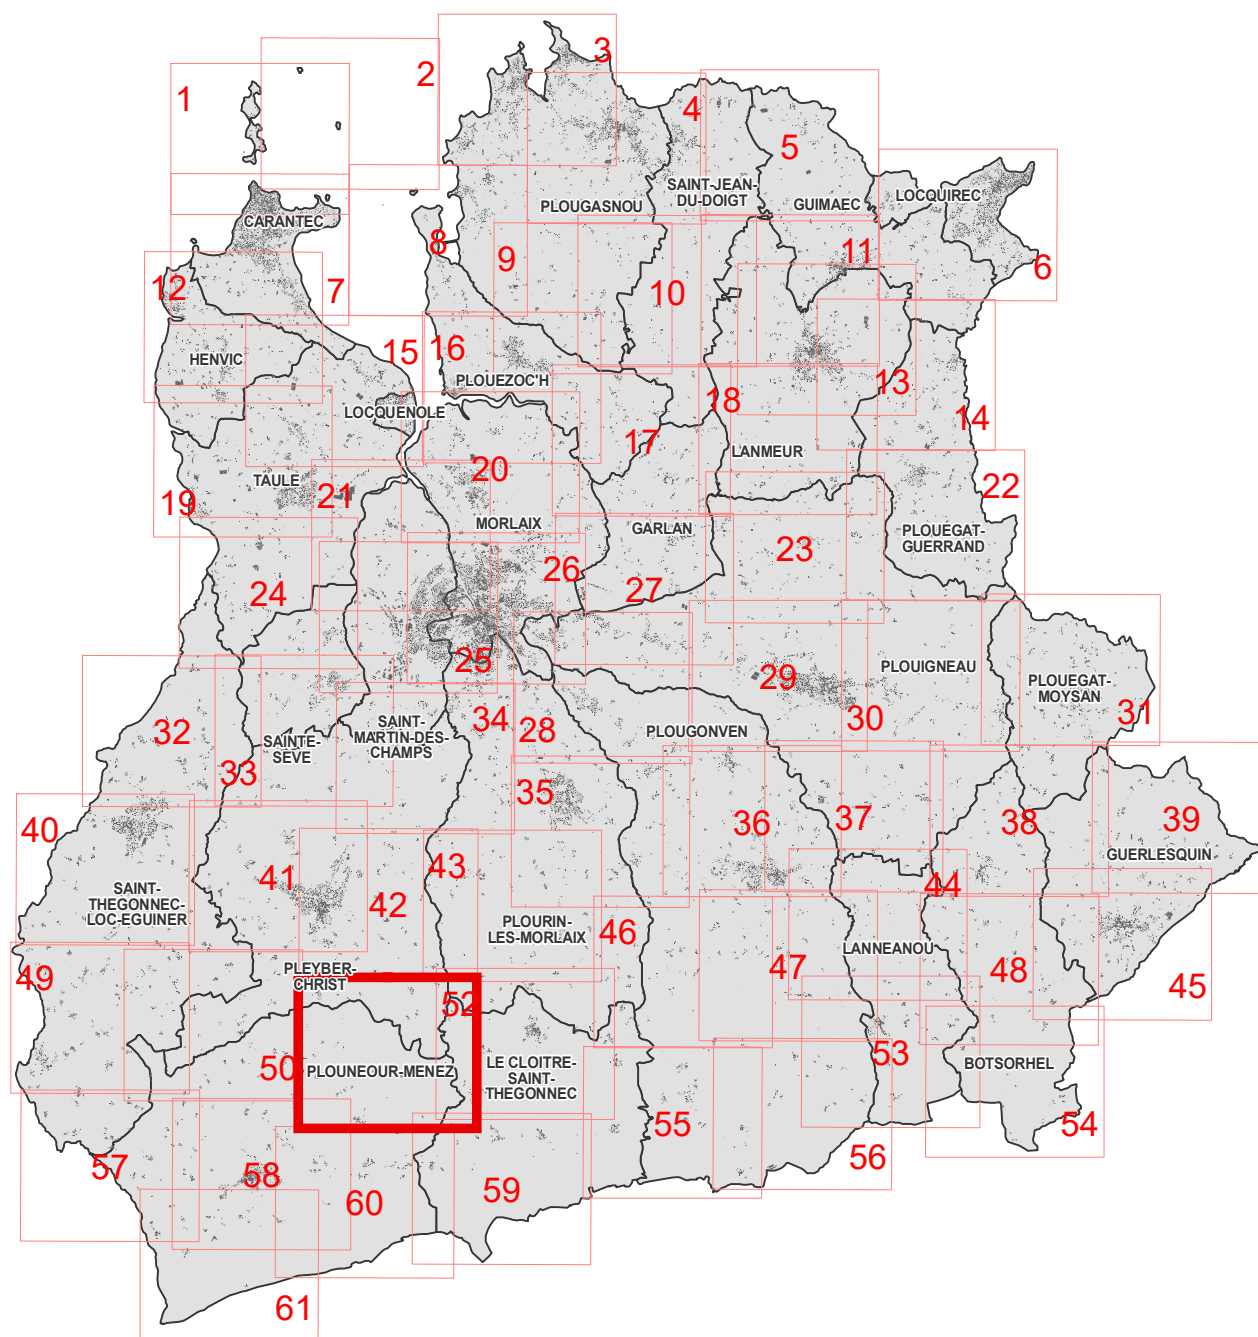 3
2
1
4
5
SAINT-JEAN-
DU-DOIGT
PLOUGASNOU
GUIMAEC
LOCQUIREC
CARANTEC
8
9
11
6
12
7
10
HENVIC
15
16
PLOUEZOC'H
13
18
14
LOCQUENOLE
17
LANMEUR
20
TAULE
21
19
22
MORLAIX
GARLAN
23
PLOUEGAT-
GUERRAND
26
27
24
25
29
PLOUIGNEAU
PLOUEGAT-
MOYSAN
30
31
32
SAINTE-
SEVE
SAINT-
MARTIN-DES-
CHAMPS
34
28
PLOUGONVEN
33
35
36
37
38
39
GUERLESQUIN
40
41
42
43
44
SAINT-
THEGONNEC-
LOC-EGUINER
PLOURIN-
LES-MORLAIX
46
LANNEANOU
47
48
45
49
PLEYBER-
CHRIST
52
50
PLOUNEOUR-MENEZ
LE CLOITRE-
SAINT-
THEGONNEC
53
BOTSORHEL
55
54
56
57
58
60
59
61